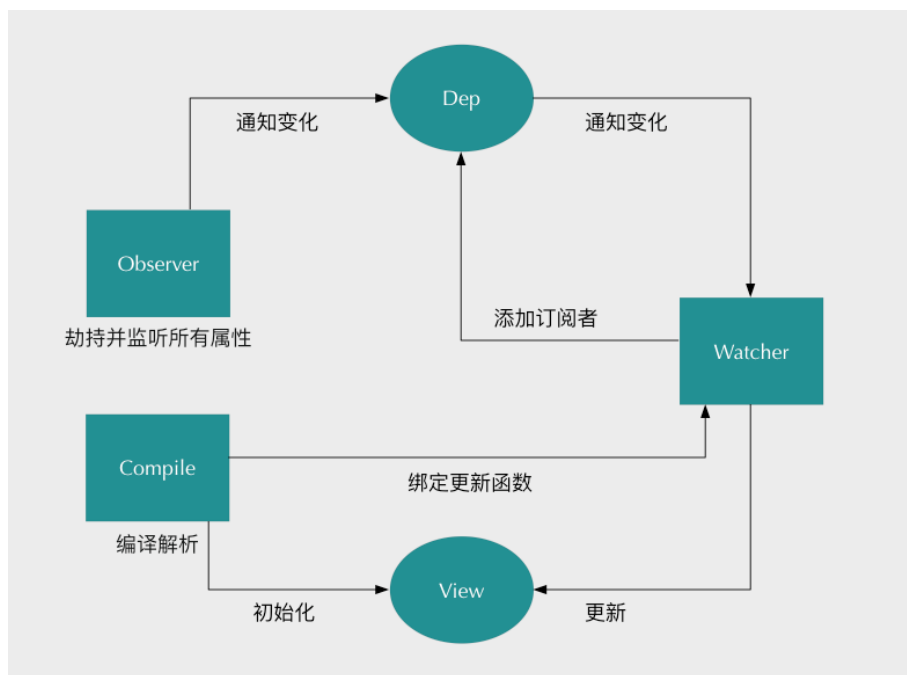 Dep
通知变化
通知变化
Observer
劫持并监听所有属性
添加订阅者
Watcher
Compile
绑定更新函数
编译解析
View
初始化
更新